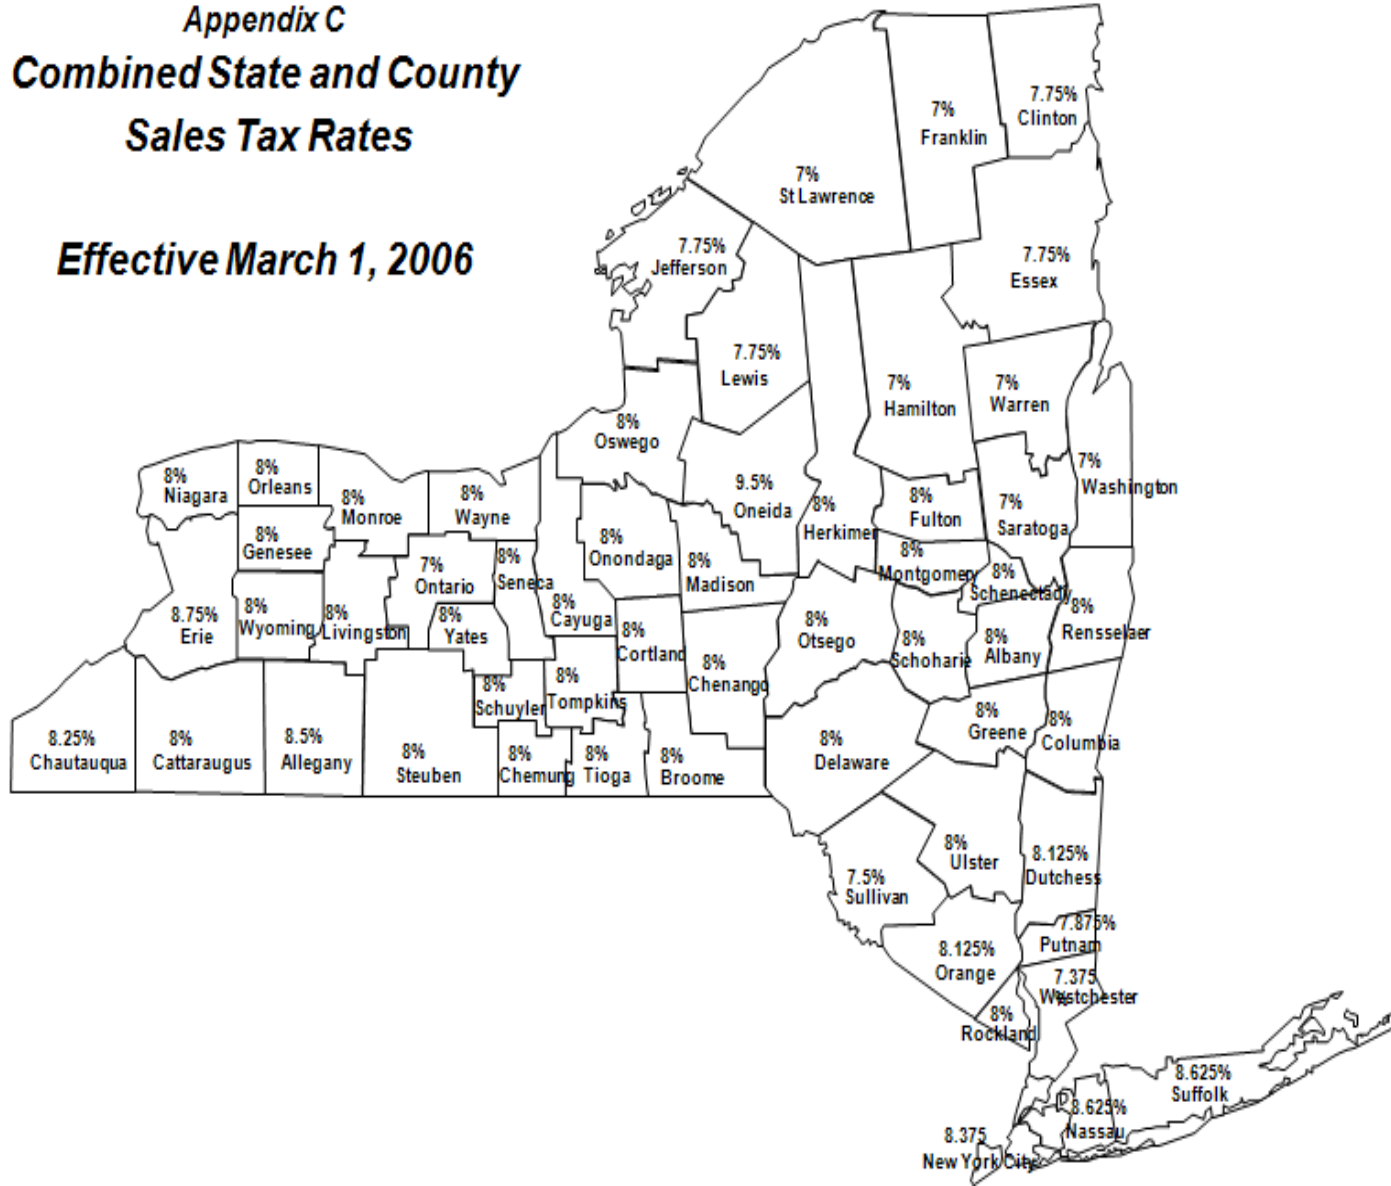 Appendix C
Combined State and County
Sales Tax Rates
Effective March 1, 2006
7.75%
Clinton
7%
Franklin
7%
St Lawrence
7.75%
Jefferson
7.75%
Essex
7.75%
Lewis
7%
Hamilton
7%
Warren
8%
Oswego
9.5%
Oneida
8%
Herkimer
8%
Fulton
7%
Saratoga
7%
Washington
8%
Niagara
8%
Orleans
8%
Monroe
8%
Wayne
8%
Genesee
7%
Ontario
8%
Seneca
8%
Onondaga
8%
Madison
8%
Montgomery
8%
Schenectady
8%
Rensselaer
8.75%
Erie
8%
Wyoming
8%
Livingston
8%
Yates
8%
Cayuga
8%
Cortland
8%
Chenango
8%
Otsego
8%
Schoharie
8%
Albany
8%
Schuyler
8%
Tompkins
8%
Greene
8%
Columbia
8.25%
Chautauqua
8%
Cattaraugus
8.5%
Allegany
8%
Steuben
8%
Chemung
8%
Tioga
8%
Broome
8%
Delaware
8%
Ulster
8.125%
Dutchess
7.5%
Sullivan
8.125%
Orange
7.875%
Putnam
7.375
%
Westchester
8%
Rockland
8.625%
Suffolk
8.625%
Nassau
8.375
New York City